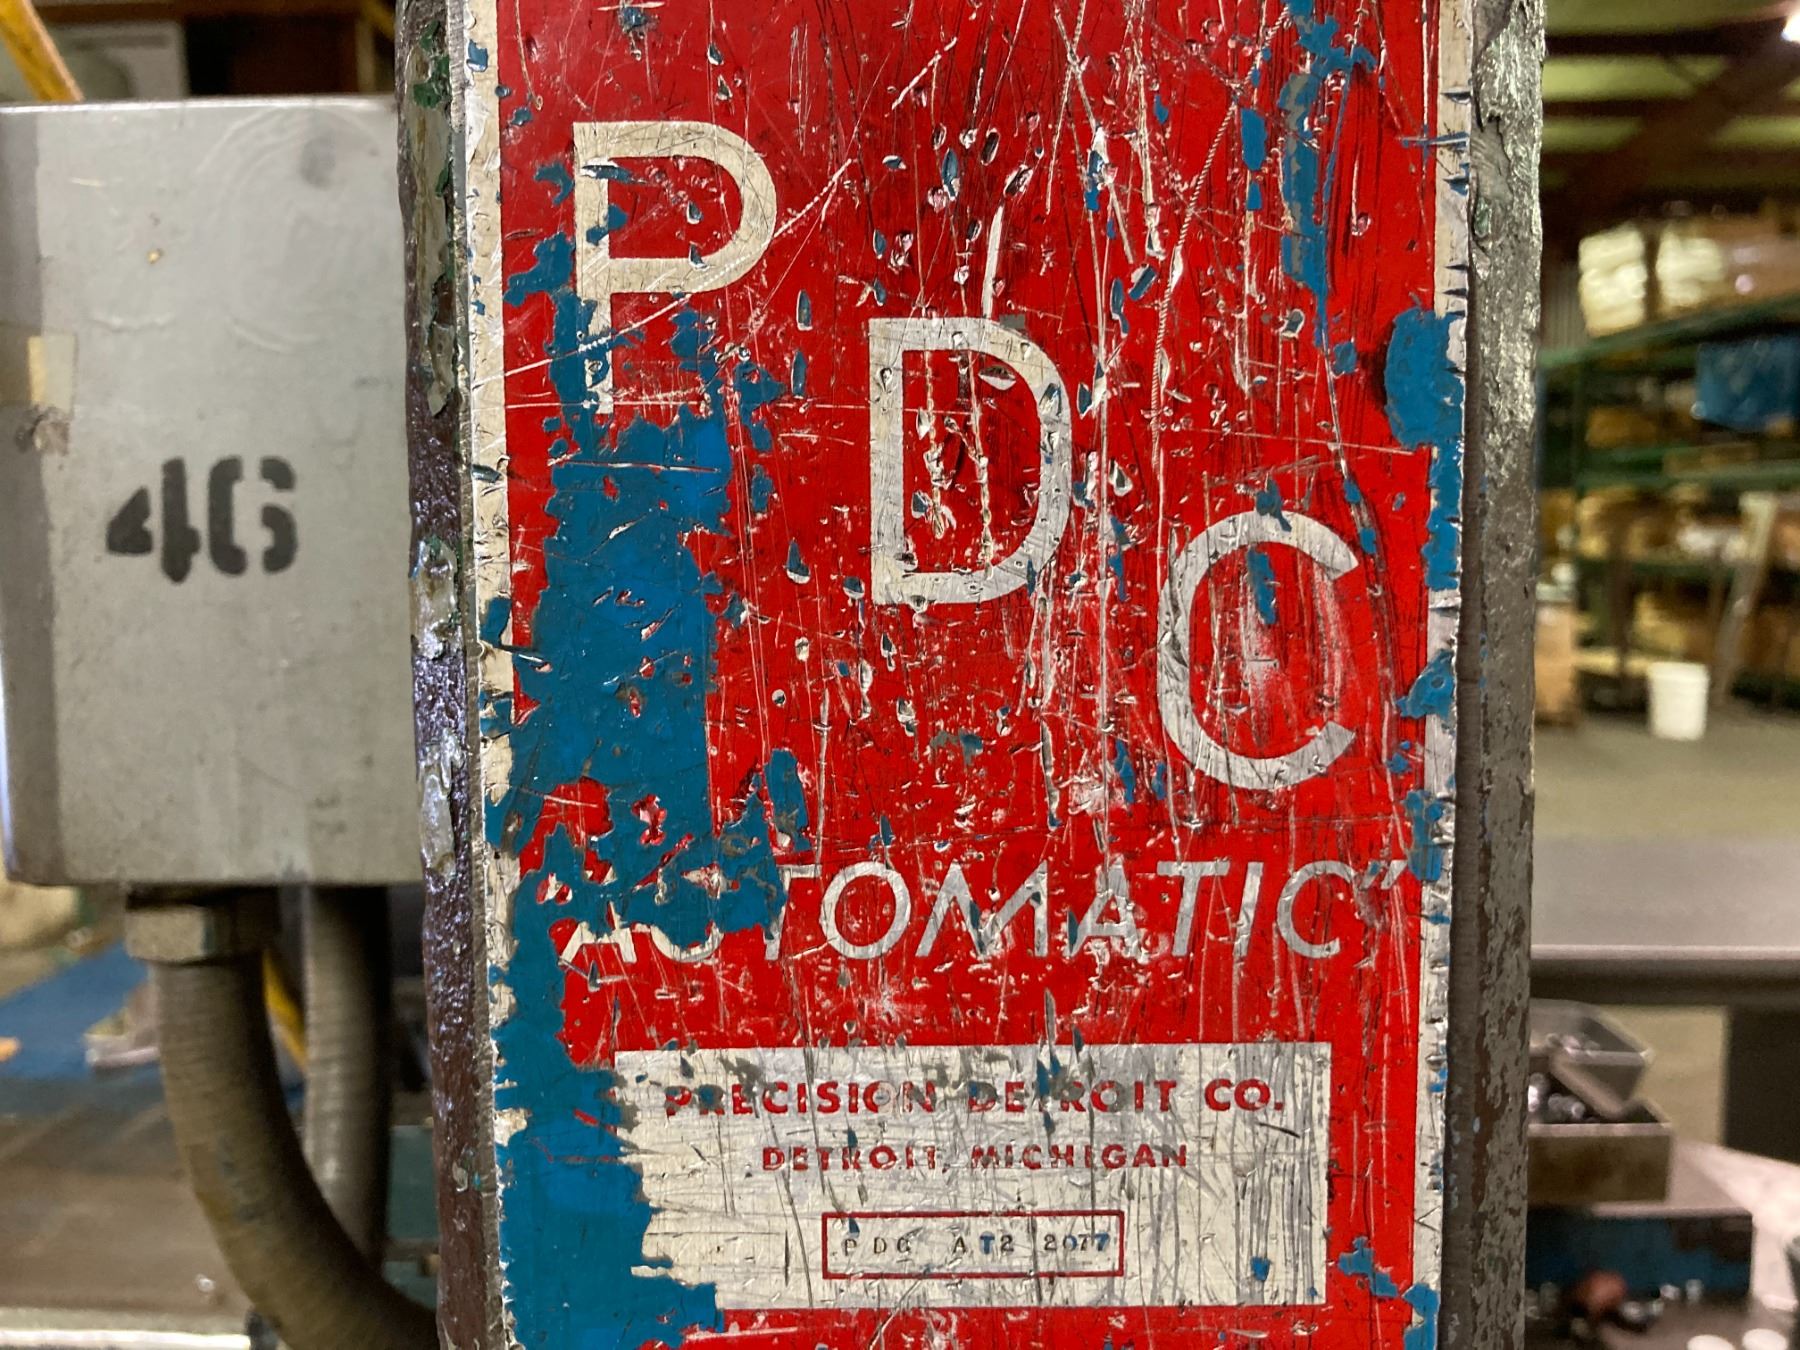 46
P
D
C
AUTOMATIC"
PRECISION DETROIT CO.
DETROIT, MICHIGAN
PDC AT2 2077